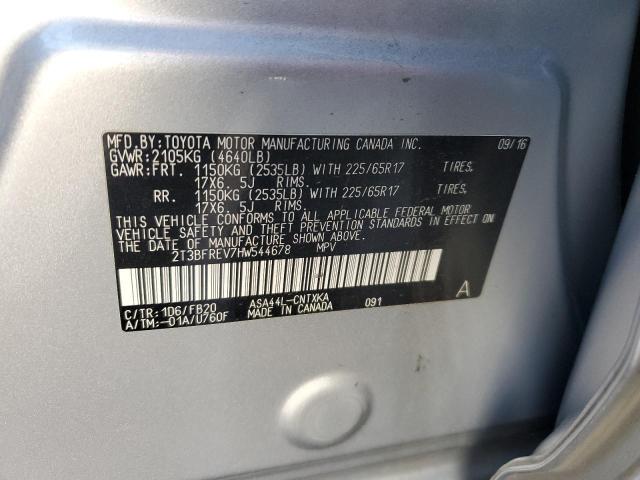 MFD.BY:TOYOTA MOTOR MANUFACTURING CANADA INC. 09/16
GVWR:2105KG (4640LB)
GAWR:FRT. 1150KG (2535LB) WITH 225/65R17 TIRES.
17X6. 5J RIMS.
RR. 1150KG (2535LB) WITH 225/65R17 TIRES.
17X6. 5J RIMS.
THIS VEHICLE CONFORMS TO ALL APPLICABLE FEDERAL MOTOR
VEHICLE SAFETY AND THEFT PREVENTION STANDARDS IN EFFECT ON
THE DATE OF MANUFACTURE SHOWN ABOVE.
2T3BFREV7HW544678 MPV
C/TR:1D6/FB20 ASA44L-CNTXKA 091 A
A/TM:-01A/U760F MADE IN CANADA